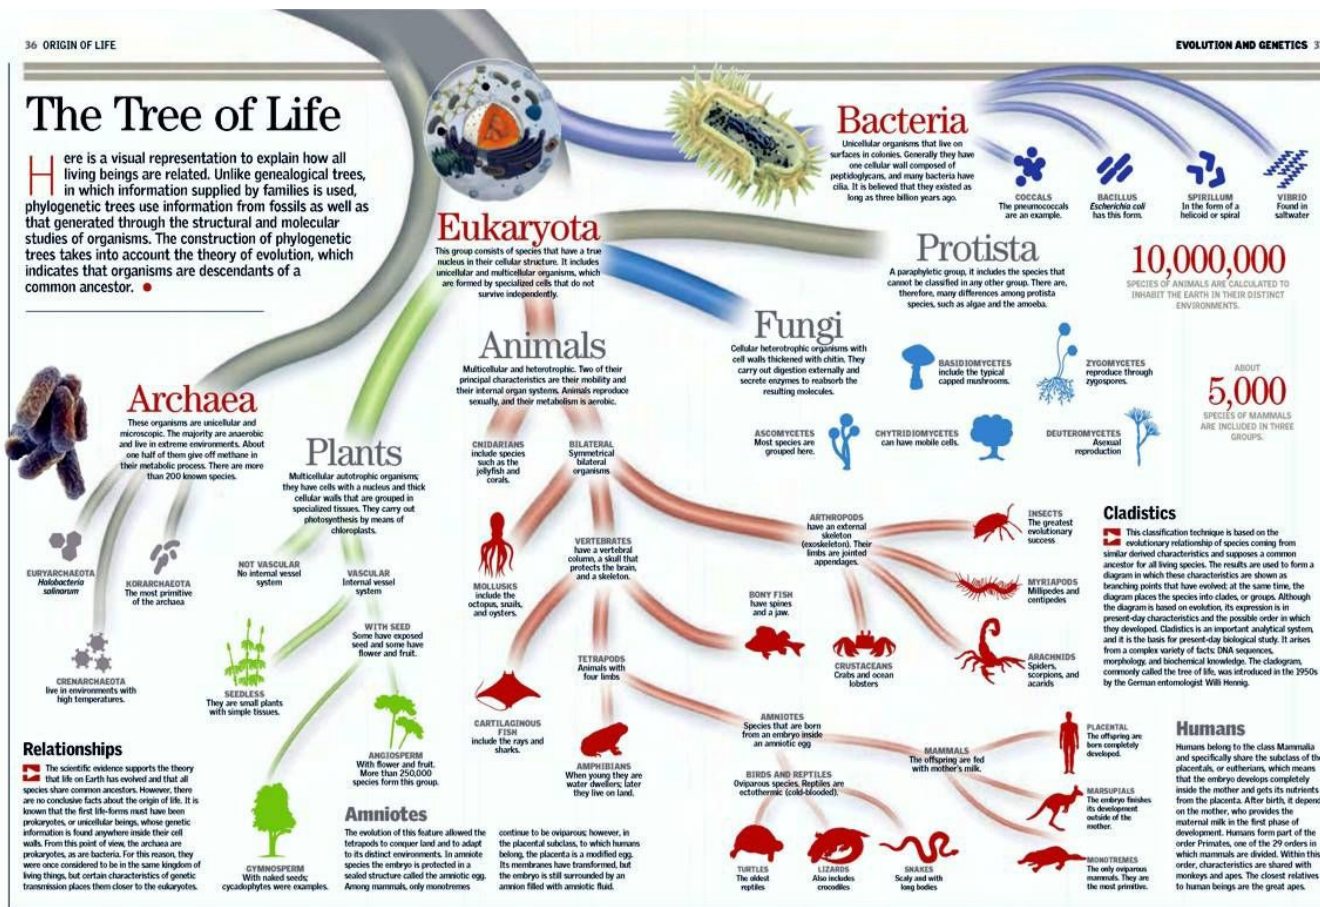 36 ORIGIN OF LIFE
EVOLUTION AND GENETICS 3
The Tree of Life
Here is a visual representation to explain how all
living beings are related. Unlike genealogical trees,
in which information supplied by families is used,
phylogenetic trees use information from fossils as well as
that generated through the structural and molecular
studies of organisms. The construction of phylogenetic
trees takes into account the theory of evolution, which
indicates that organisms are descendants of a
common ancestor.
Bacteria
Unicellular organisms that live on
surfaces in colonies. Generally they have
one cellular wall composed of
peptidoglycans, and many bacteria have
cilia. It is believed that they existed as
long as three billion years ago.
COCCALS
The pneumococcals
are an example.
BACILLUS
Escherichia coli
has this form.
SPIRILLUM
In the form of a
helicoid or spiral
VIBRIO
Found in
saltwater
Eukaryota
This group consists of species that have a true
nucleus in their cellular structure. It includes
unicellular and multicellular organisms, which
are formed by specialized cells that do not
survive independently.
Protista
A paraphyletic group, it includes the species that
cannot be classified in any other group. There are,
therefore, many differences among protista
species, such as algae and the amoeba.
10,000,000
SPECIES OF ANIMALS ARE CALCULATED TO
INHABIT THE EARTH IN THEIR DISTINCT
ENVIRONMENTS.
Fungi
Cellular heterotrophic organisms with
cell walls thickened with chitin. They
carry out digestion externally and
secrete enzymes to reabsorb the
resulting molecules.
BASIDIOMYCETES
include the typical
capped mushrooms.
ZYGOMYCETES
reproduce through
zygospores.
ASCOMYCETES
Most species are
grouped here.
CHYTRIDIOMYCETES
can have mobile cells.
DEUTEROMYCETES
Asexual
reproduction
ABOUT
5,000
SPECIES OF MAMMALS
ARE INCLUDED IN THREE
GROUPS.
Animals
Multicellular and heterotrophic. Two of their
principal characteristics are their mobility and
their internal organ systems. Animals reproduce
sexually, and their metabolism is aerobic.
Archaea
These organisms are unicellular and
microscopic. The majority are anaerobic
and live in extreme environments. About
one half of them give off methane in
their metabolic process. There are more
than 200 known species.
EURYARCHAEOTA
Halobacteria
salinarum
KORARCHAEOTA
The most primitive
of the archaea
CRENARCHAEOTA
live in environments with
high temperatures.
Plants
Multicellular autotrophic organisms;
they have cells with a nucleus and thick
cellular walls that are grouped in
specialized tissues. They carry out
photosynthesis by means of
chloroplasts.
NOT VASCULAR
No internal vessel
system
VASCULAR
Internal vessel
system
WITH SEED
Some have exposed
seed and some have
flower and fruit.
SEEDLESS
They are small plants
with simple tissues.
ANGIOSPERM
With flower and fruit.
More than 250,000
species form this group.
GYMNOSPERM
With naked seeds;
cycadophytes were examples.
CNIDARIANS
include species
such as the
jellyfish and
corals.
BILATERAL
Symmetrical
bilateral
organisms
MOLLUSKS
include the
octopus, snails,
and oysters.
VERTEBRATES
have a vertebral
column, a skull that
protects the brain,
and a skeleton.
ARTHROPODS
have an external
skeleton
(exoskeleton). Their
limbs are jointed
appendages.
INSECTS
The greatest
evolutionary
success
MYRIAPODS
Millipedes and
centipedes
ARACHNIDS
Spiders,
scorpions, and
acarids
CRUSTACEANS
Crabs and ocean
lobsters
BONY FISH
have spines
and a jaw.
CARTILAGINOUS
FISH
include the rays and
sharks.
TETRAPODS
Animals with
four limbs
AMPHIBIANS
When young they are
water dwellers; later
they live on land.
AMNIOTES
Species that are born
from an embryo inside
an amniotic egg
BIRDS AND REPTILES
Oviparous species. Reptiles are
ectothermic (cold-blooded).
TURTLES
The oldest
reptiles
LIZARDS
Also includes
crocodiles
SNAKES
Scaly and with
long bodies
MAMMALS
The offspring are fed
with mother's milk.
PLACENTAL
The offspring are
born completely
developed.
MARSUPIALS
The embryo finishes
its development
outside of the
mother.
MONOTREMES
The only oviparous
mammals. They are
the most primitive.
Cladistics
This classification technique is based on the
evolutionary relationship of species coming from
similar derived characteristics and supposes a common
ancestor for all living species. The results are used to form a
diagram in which these characteristics are shown as
branching points that have evolved; at the same time, the
diagram places the species into clades, or groups. Although
the diagram is based on evolution, its expression is in
present-day characteristics and the possible order in which
they developed. Cladistics is an important analytical system,
and it is the basis for present-day biological study. It arises
from a complex variety of facts: DNA sequences,
morphology, and biochemical knowledge. The cladogram,
commonly called the tree of life, was introduced in the 1950s
by the German entomologist Willi Hennig.
Relationships
The scientific evidence supports the theory
that life on Earth has evolved and that all
species share common ancestors. However, there
are no conclusive facts about the origin of life. It is
known that the first life-forms must have been
prokaryotes, or unicellular beings, whose genetic
information is found anywhere inside their cell
walls. From this point of view, the archaea are
prokaryotes, as are bacteria. For this reason, they
were once considered to be in the same kingdom of
living things, but certain characteristics of genetic
transmission places them closer to the eukaryotes.
Amniotes
The evolution of this feature allowed the
tetrapods to conquer land and to adapt
to its distinct environments. In amniote
species the embryo is protected in a
sealed structure called the amniotic egg.
Among mammals, only monotremes
continue to be oviparous; however, in
the placental subclass, to which humans
belong, the placenta is a modified egg.
Its membranes have transformed, but
the embryo is still surrounded by an
amnion filled with amniotic fluid.
Humans
Humans belong to the class Mammalia
and specifically share the subclass of the
placentals, or eutherians, which means
that the embryo develops completely
inside the mother and gets its nutrients
from the placenta. After birth, it depend
on the mother, who provides the
maternal milk in the first phase of
development. Humans form part of the
order Primates, one of the 29 orders in
which mammals are divided. Within this
order, characteristics are shared with
monkeys and apes. The closest relatives
to human beings are the great apes.